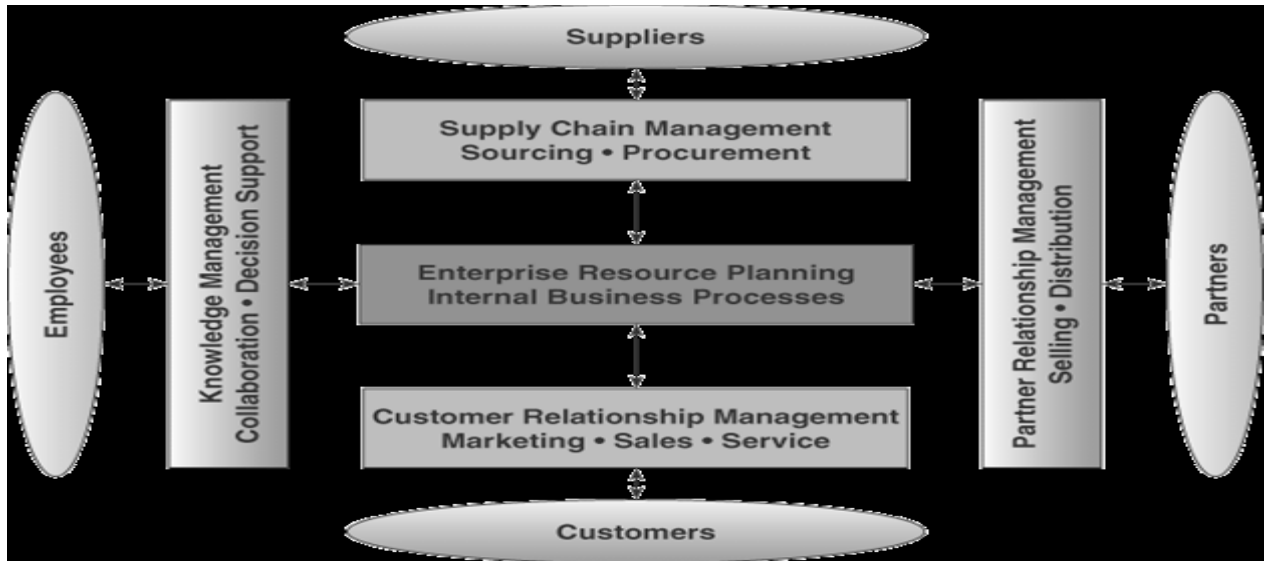 Suppliers
Supply Chain Management
Sourcing • Procurement
Employees
Knowledge Management
Collaboration • Decision Support
Enterprise Resource Planning
Internal Business Processes
Partner Relationship Management
Selling • Distribution
Partners
Customer Relationship Management
Marketing • Sales • Service
Customers